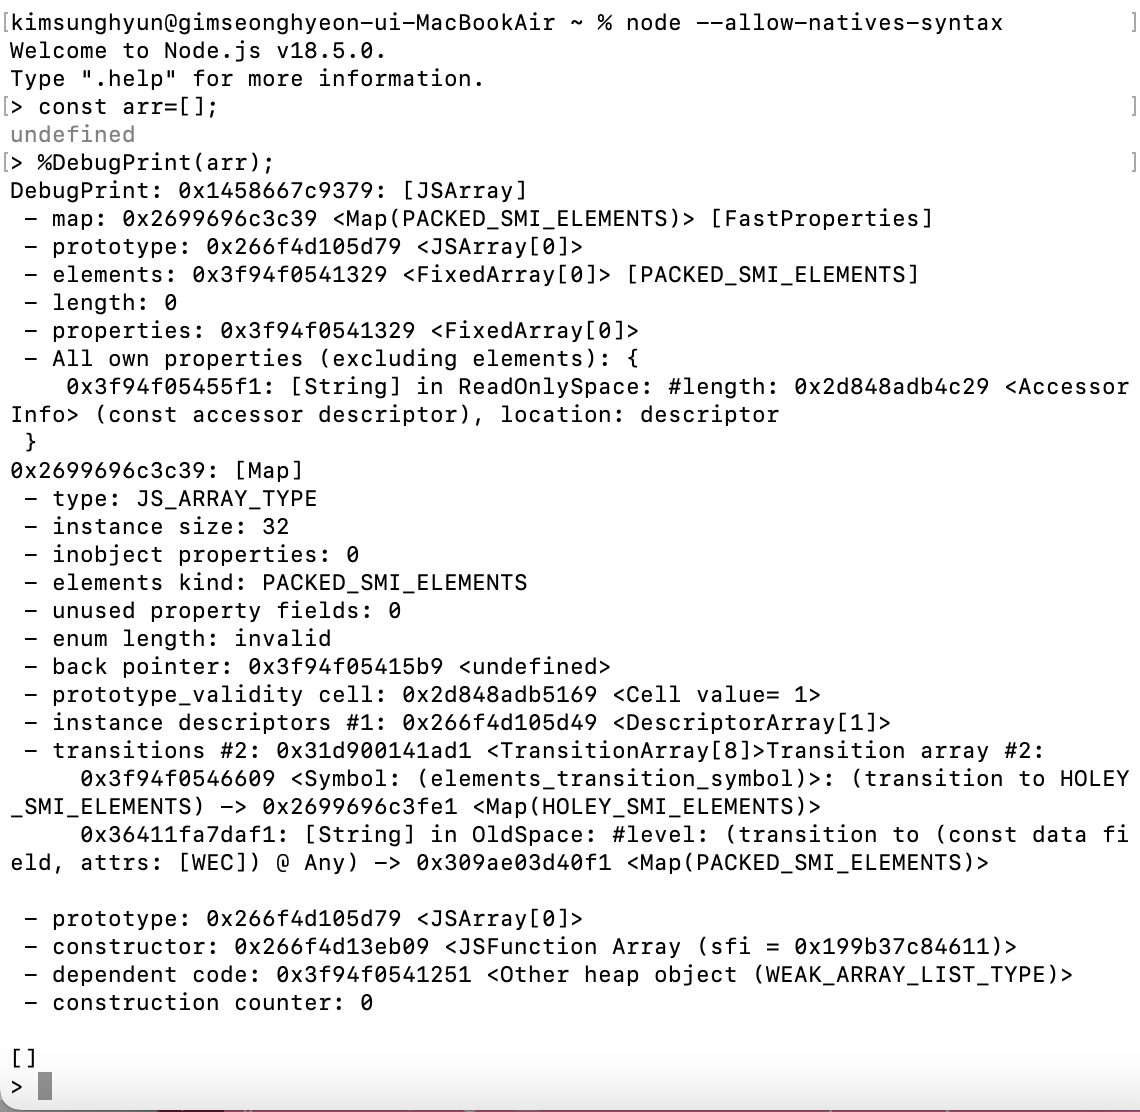 [kimsunghyun@gimseonghyeon-ui-MacBookAir ~ % node --allow-natives-syntax ]
Welcome to Node.js v18.5.0.
Type ".help" for more information.
[> const arr=[]; ]
undefined
[> %DebugPrint(arr); ]
DebugPrint: 0x1458667c9379: [JSArray]
 - map: 0x2699696c3c39 <Map(PACKED_SMI_ELEMENTS)> [FastProperties]
 - prototype: 0x266f4d105d79 <JSArray[0]>
 - elements: 0x3f94f0541329 <FixedArray[0]> [PACKED_SMI_ELEMENTS]
 - length: 0
 - properties: 0x3f94f0541329 <FixedArray[0]>
 - All own properties (excluding elements): {
    0x3f94f05455f1: [String] in ReadOnlySpace: #length: 0x2d848adb4c29 <Accessor
Info> (const accessor descriptor), location: descriptor
 }
0x2699696c3c39: [Map]
 - type: JS_ARRAY_TYPE
 - instance size: 32
 - inobject properties: 0
 - elements kind: PACKED_SMI_ELEMENTS
 - unused property fields: 0
 - enum length: invalid
 - back pointer: 0x3f94f05415b9 <undefined>
 - prototype_validity cell: 0x2d848adb5169 <Cell value= 1>
 - instance descriptors #1: 0x266f4d105d49 <DescriptorArray[1]>
 - transitions #2: 0x31d900141ad1 <TransitionArray[8]>Transition array #2:
     0x3f94f0546609 <Symbol: (elements_transition_symbol)>: (transition to HOLEY
_SMI_ELEMENTS) -> 0x2699696c3fe1 <Map(HOLEY_SMI_ELEMENTS)>
     0x36411fa7daf1: [String] in OldSpace: #level: (transition to (const data fi
eld, attrs: [WEC]) @ Any) -> 0x309ae03d40f1 <Map(PACKED_SMI_ELEMENTS)>
 - prototype: 0x266f4d105d79 <JSArray[0]>
 - constructor: 0x266f4d13eb09 <JSFunction Array (sfi = 0x199b37c84611)>
 - dependent code: 0x3f94f0541251 <Other heap object (WEAK_ARRAY_LIST_TYPE)>
 - construction counter: 0
[]
>